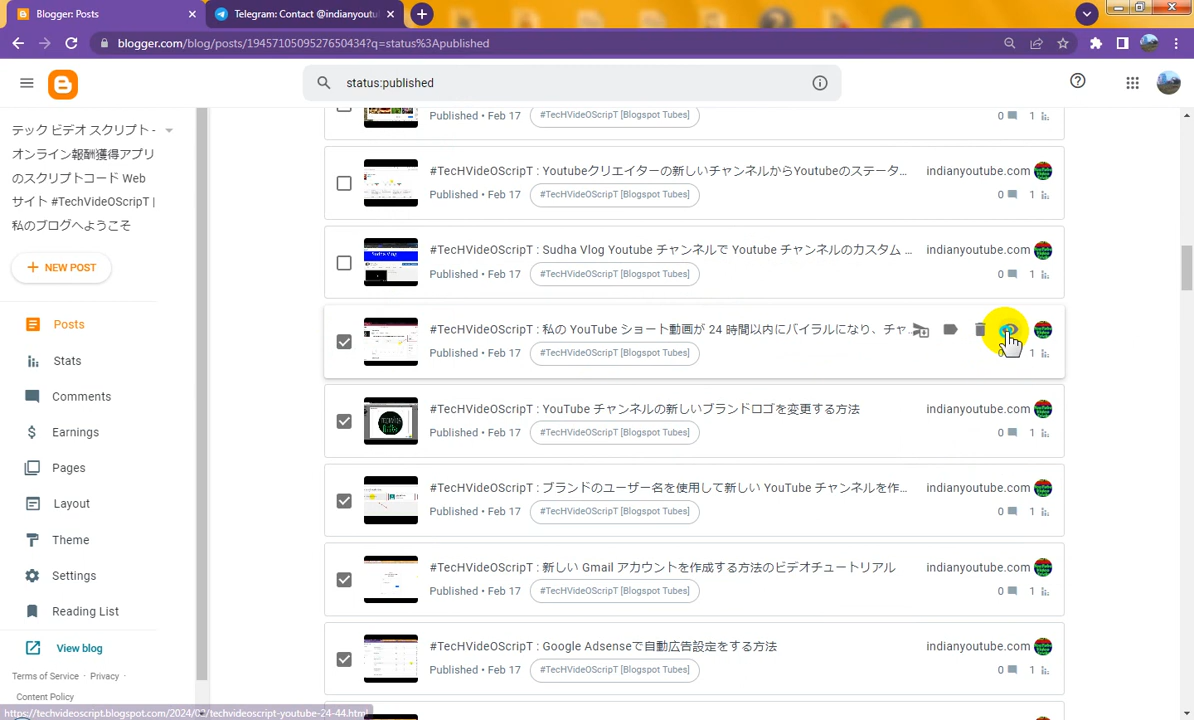 Blogger: Posts
Telegram: Contact @indianyoutu
blogger.com/blog/posts/1945710509527650434?q=status%3Apublished
status:published
テック ビデオ スクリプト -
オンライン報酬獲得アプリ
のスクリプトコード Web
サイト #TechVideOScripT |
私のブログへようこそ
NEW POST
Posts
Stats
Comments
Earnings
Pages
Layout
Theme
Settings
Reading List
View blog
Terms of Service • Privacy •
Content Policy
Published • Feb 17
#TecHVideOScripT [Blogspot Tubes]
0 1
#TecHVideOScripT : Youtubeクリエイターの新しいチャンネルからYoutubeのステータ...
indianyoutube.com
Published • Feb 17
#TecHVideOScripT [Blogspot Tubes]
0 1
#TecHVideOScripT : Sudha Vlog Youtube チャンネルで Youtube チャンネルのカスタム ...
indianyoutube.com
Published • Feb 17
#TecHVideOScripT [Blogspot Tubes]
0 1
#TecHVideOScripT : 私の YouTube ショート動画が 24 時間以内にバイラルになり、チャ...
Published • Feb 17
#TecHVideOScripT [Blogspot Tubes]
0 1
#TecHVideOScripT : YouTube チャンネルの新しいブランドロゴを変更する方法
indianyoutube.com
Published • Feb 17
#TecHVideOScripT [Blogspot Tubes]
0 1
#TecHVideOScripT : ブランドのユーザー名を使用して新しい YouTube チャンネルを作...
indianyoutube.com
Published • Feb 17
#TecHVideOScripT [Blogspot Tubes]
0 1
#TecHVideOScripT : 新しい Gmail アカウントを作成する方法のビデオチュートリアル
indianyoutube.com
Published • Feb 17
#TecHVideOScripT [Blogspot Tubes]
0 1
#TecHVideOScripT : Google Adsenseで自動広告設定をする方法
indianyoutube.com
Published • Feb 17
#TecHVideOScripT [Blogspot Tubes]
0 1